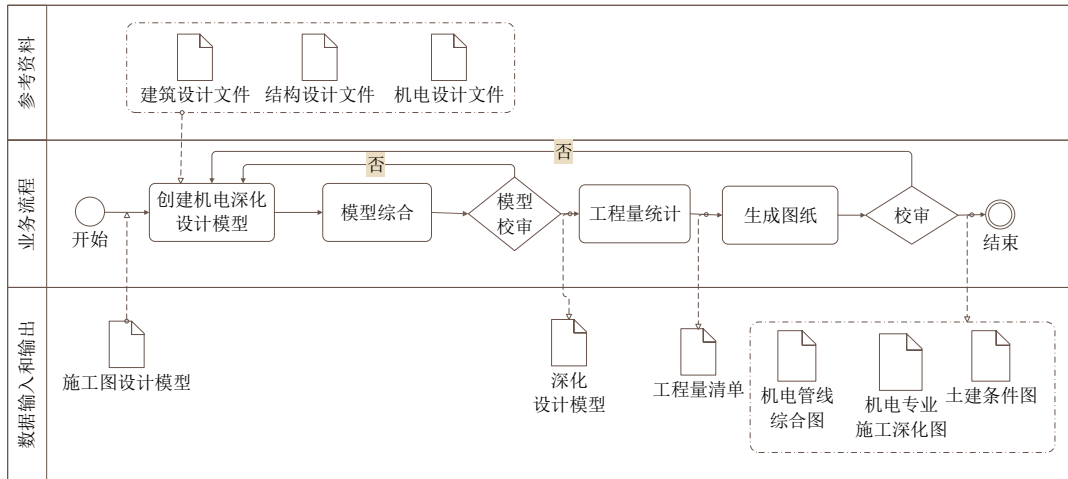 参考资料
建筑设计文件
结构设计文件
机电设计文件
业务流程
否
否
开始
创建机电深化
设计模型
模型综合
模型
校审
工程量统计
生成图纸
校审
结束
数据输入和输出
施工图设计模型
深化
设计模型
工程量清单
机电管线
综合图
机电专业
施工深化图
土建条件图